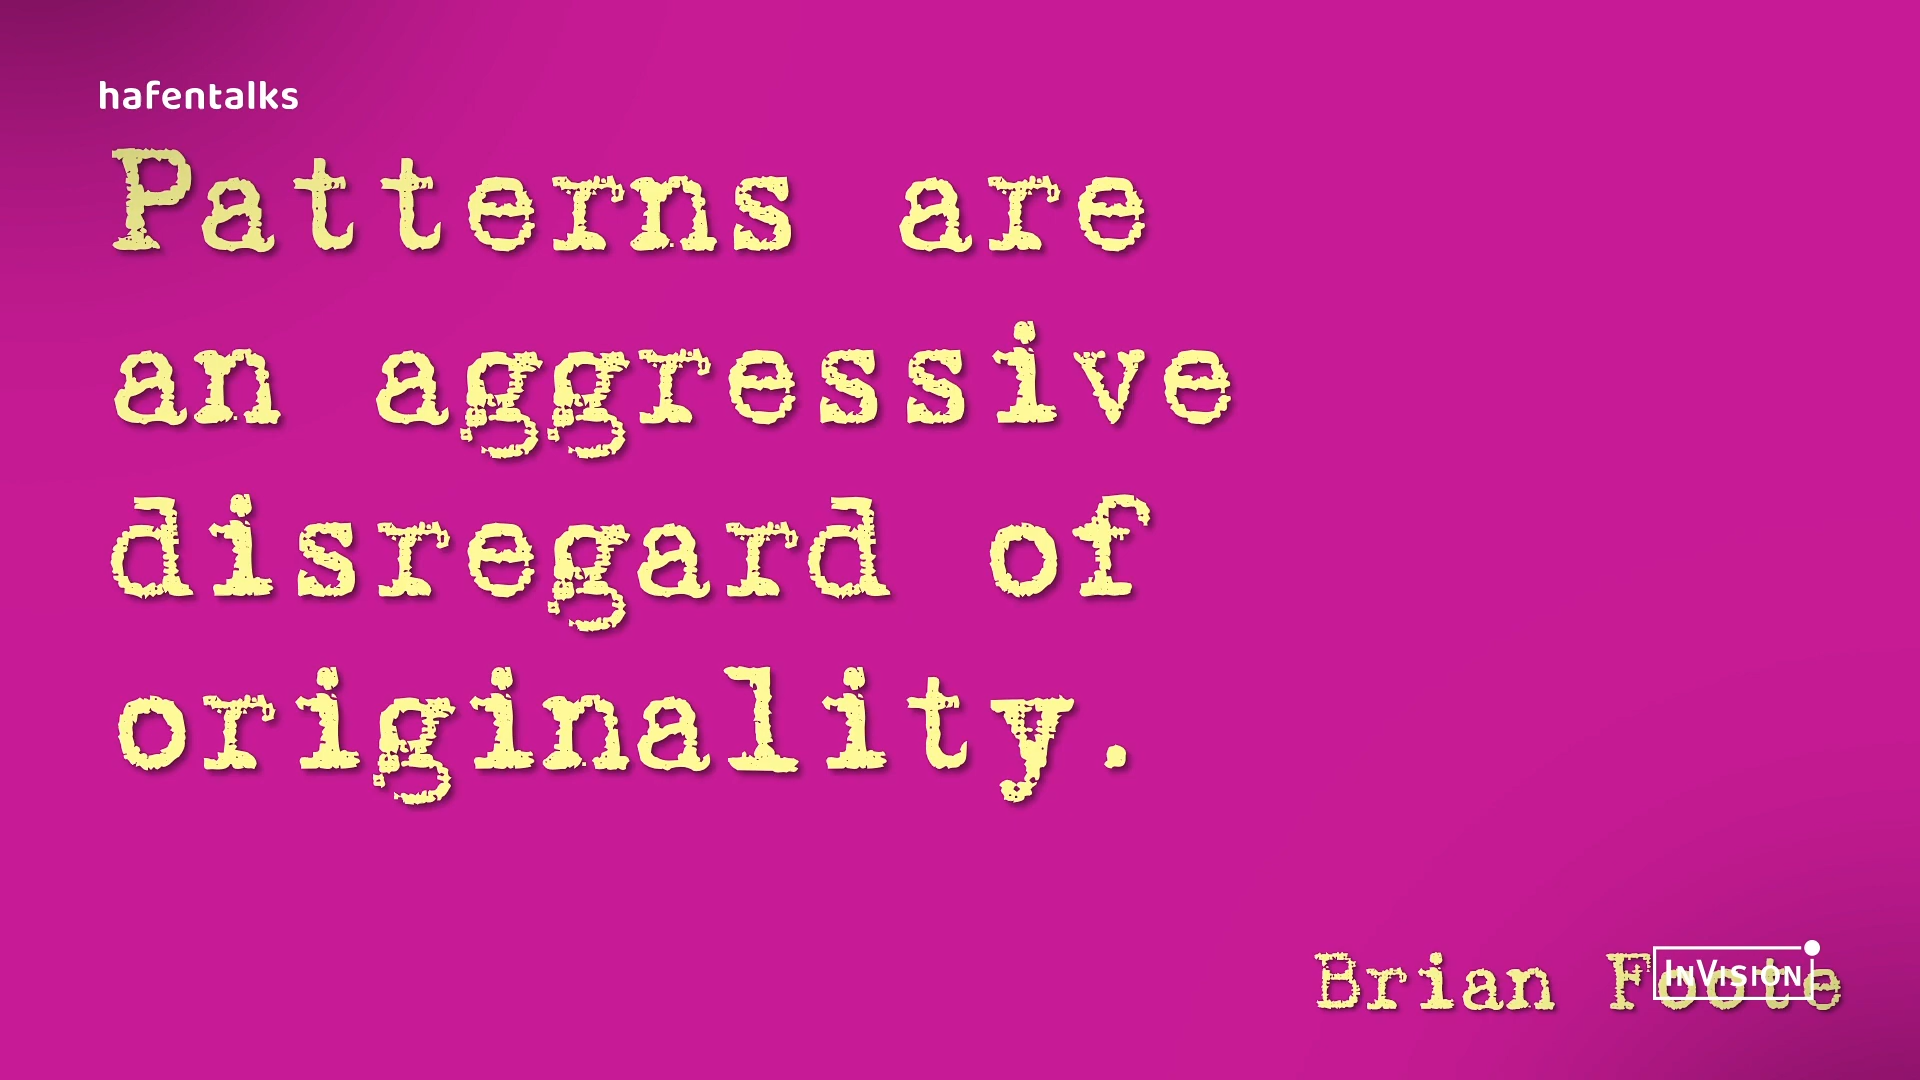 hafentalks
Patterns are
an aggressive
disregard of
originality.
Brian Foote
InVision